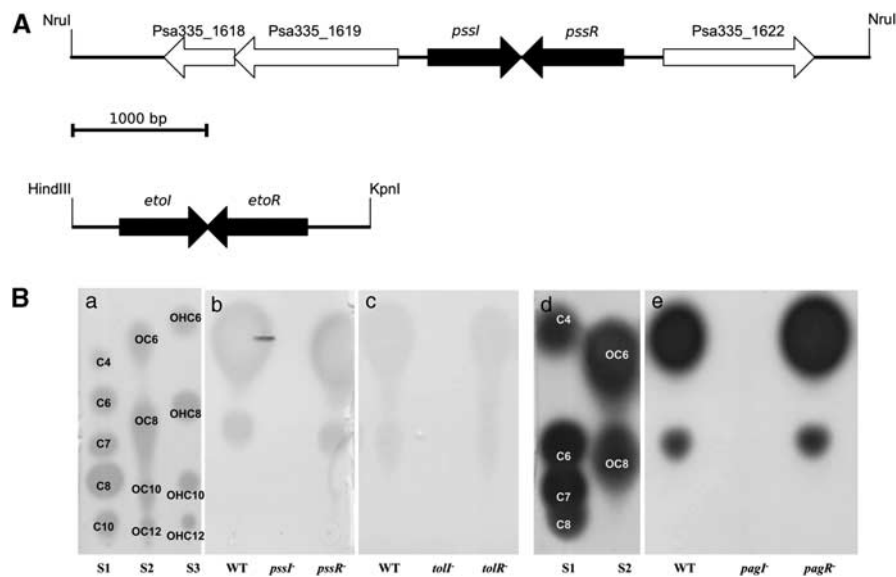 A
NruI
Psa335_1618
Psa335_1619
pssI
pssR
Psa335_1622
NruI
1000 bp
HindIII
etoI
etoR
KpnI
B
a
C4
C6
C7
C8
C10
OC6
OC8
OC10
OC12
OHC6
OHC8
OHC10
OHC12
S1 S2 S3
b
WT pssI- pssR-
c
WT tolI- tolR-
d
C4
C6
C7
C8
OC6
OC8
S1 S2
e
WT pagI- pagR-